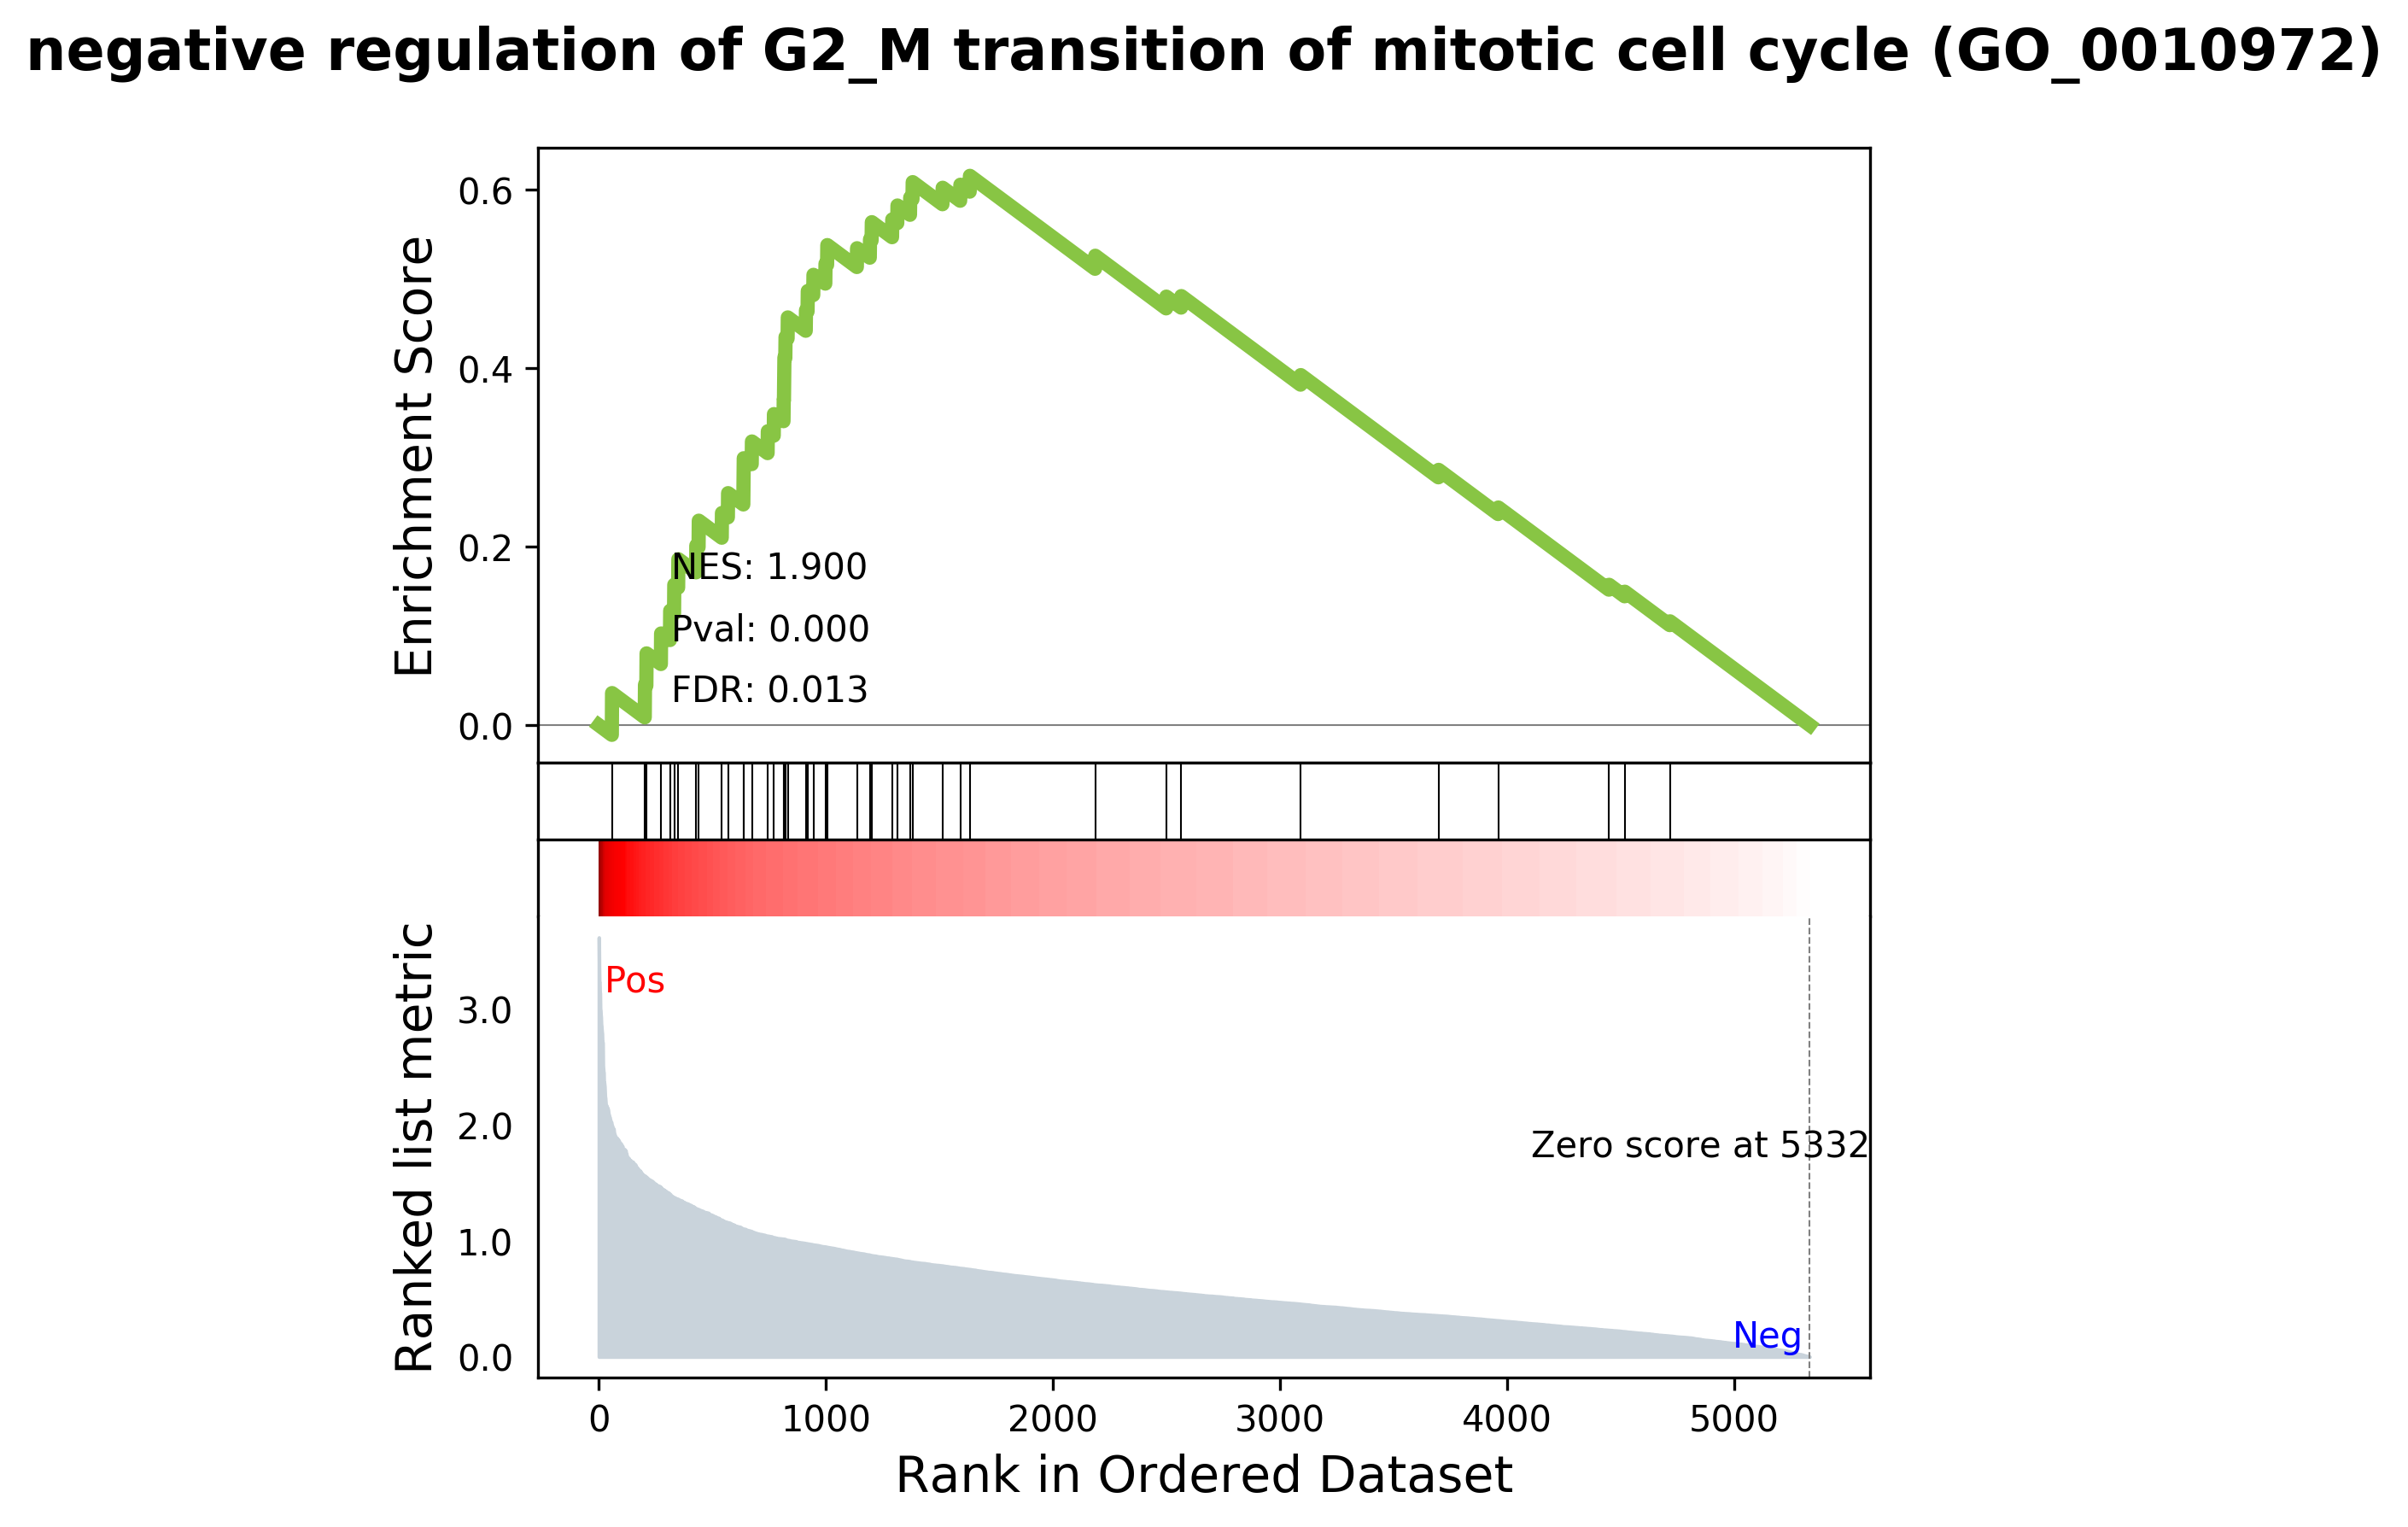 negative regulation of G2_M transition of mitotic cell cycle (GO_0010972)
Enrichment Score
0.6
0.4
0.2
0.0
NES: 1.900
Pval: 0.000
FDR: 0.013
Ranked list metric
3.0
2.0
1.0
0.0
Pos
Zero score at 5332
Neg
0 1000 2000 3000 4000 5000
Rank in Ordered Dataset